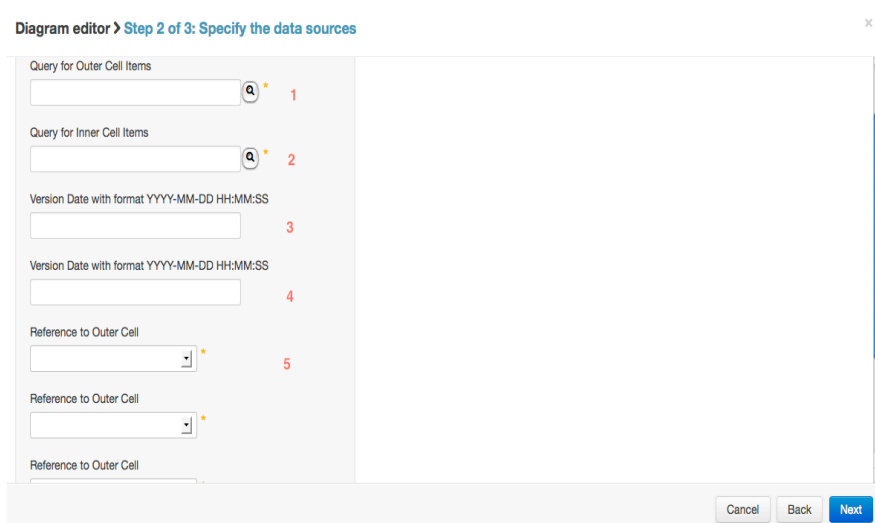 Diagram editor > Step 2 of 3: Specify the data sources
x
Query for Outer Cell Items
* 1
Query for Inner Cell Items
* 2
Version Date with format YYYY-MM-DD HH:MM:SS
3
Version Date with format YYYY-MM-DD HH:MM:SS
4
Reference to Outer Cell
* 5
Reference to Outer Cell
*
Reference to Outer Cell
Cancel Back Next